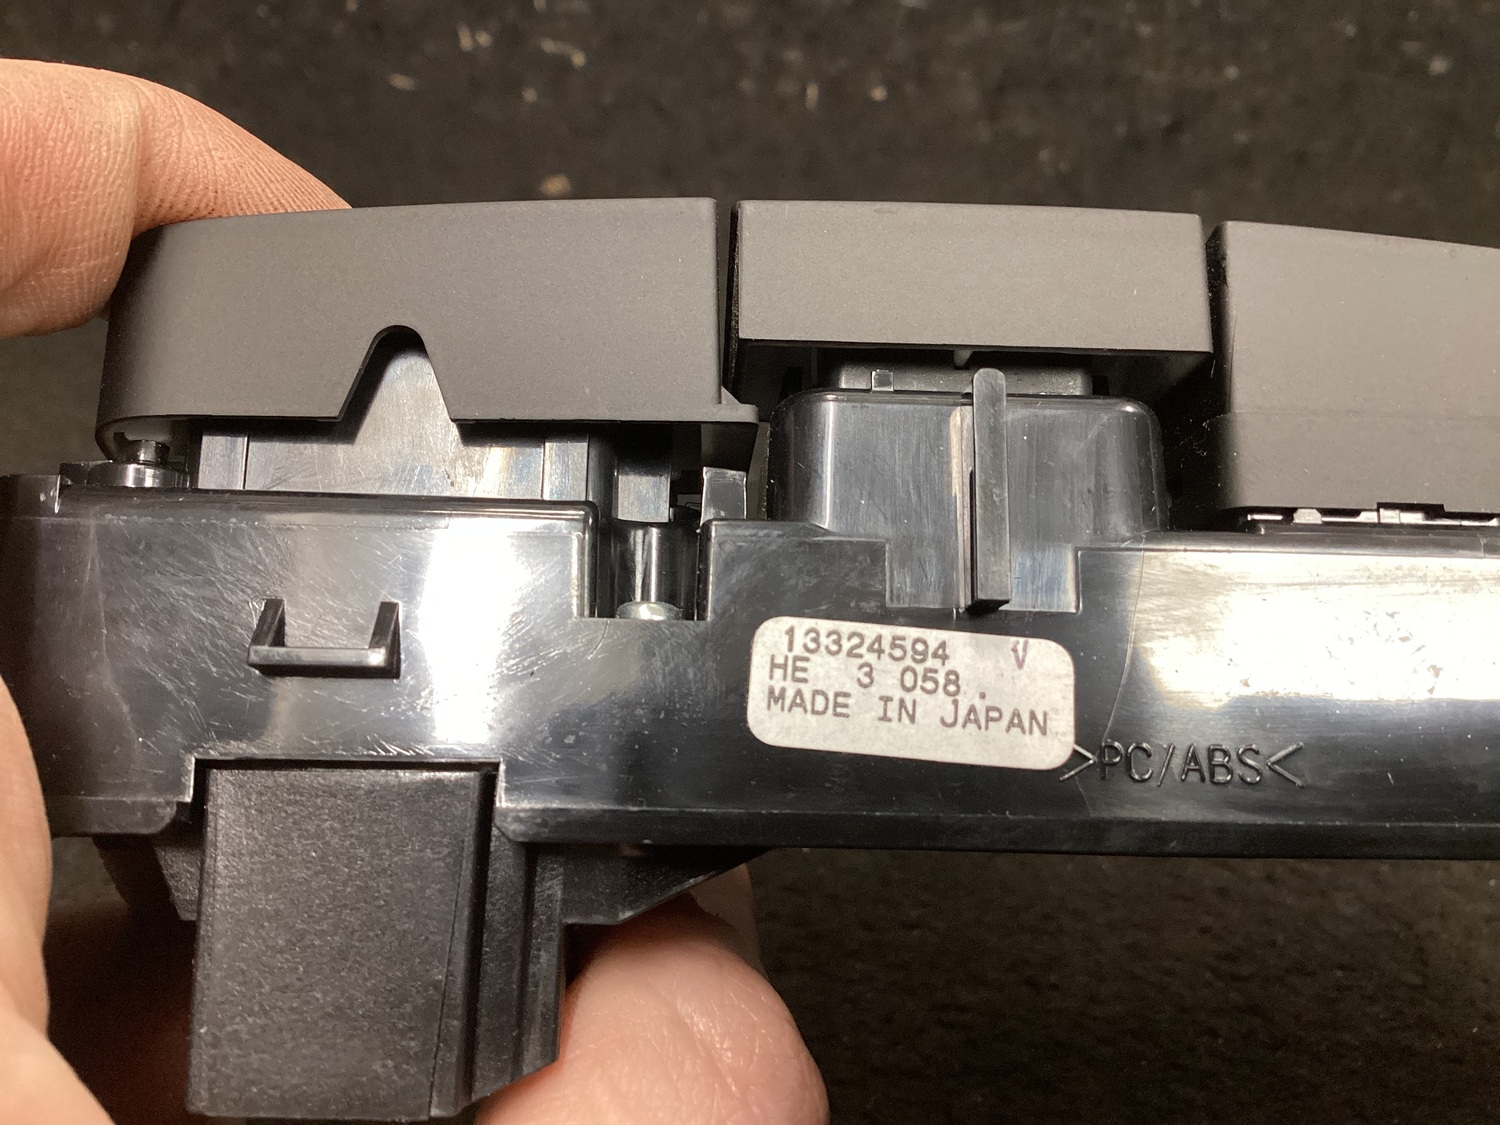 13324594 V
HE 3 058.
MADE IN JAPAN
>PC/ABS<